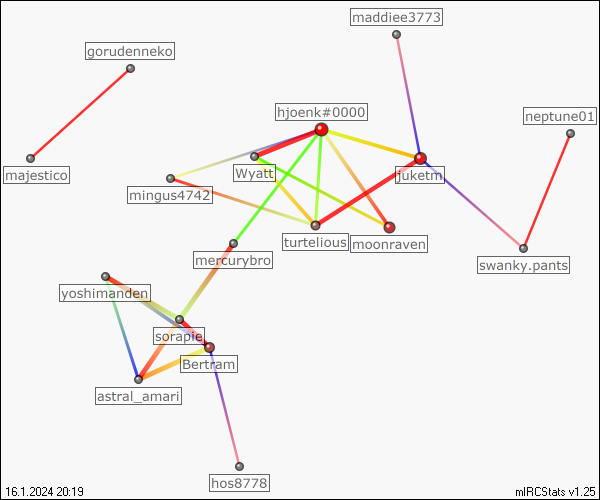 maddiee3773
gorudenneko
hjoenk#0000
neptune01
majestico
Wyatt
juketm
mingus4742
turtelious
moonraven
mercurybro
swanky.pants
yoshimanden
sorapie
Bertram
astral_amari
hos8778
16.1.2024 20:19
mIRCStats v1.25